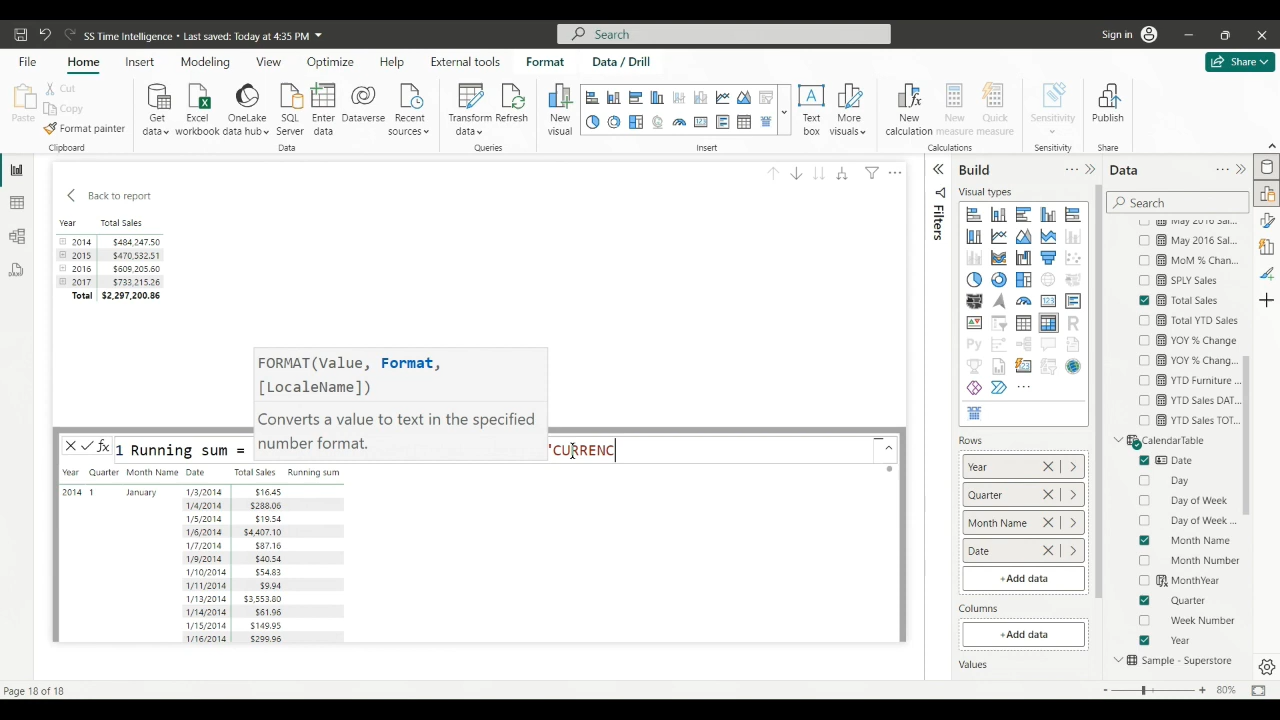 SS Time Intelligence • Last saved: Today at 4:35 PM
Search
Sign in
File Home Insert Modeling View Optimize Help External tools Format Data / Drill
Share
Paste
Cut
Copy
Format painter
Get data
Excel workbook
OneLake data hub
SQL Server
Enter data
Dataverse
Recent sources
Transform data
Refresh
New visual
Text box
More visuals
New calculation
New measure
Quick measure
Sensitivity
Publish
Clipboard Data Queries Insert Calculations Sensitivity Share
Back to report
Year Total Sales
2014 $484,247.50
2015 $470,532.51
2016 $609,205.60
2017 $733,215.26
Total $2,297,200.86
FORMAT(Value, Format,
[LocaleName])
Converts a value to text in the specified
number format.
1 Running sum = "CURRENC
Year Quarter Month Name Date Total Sales Running sum
2014 1 January 1/3/2014 $16.45
1/4/2014 $288.06
1/5/2014 $19.54
1/6/2014 $4,407.10
1/7/2014 $87.16
1/9/2014 $40.54
1/10/2014 $54.83
1/11/2014 $9.94
1/13/2014 $3,553.80
1/14/2014 $61.96
1/15/2014 $149.95
1/16/2014 $299.96
Filters
Build
Visual types
Rows
Year
Quarter
Month Name
Date
+Add data
Columns
+Add data
Values
Data
Search
May 2016 Sal...
May 2016 Sal...
MoM % Chan...
SPLY Sales
Total Sales
Total YTD Sales
YOY % Change
YOY % Chang...
YTD Furniture ...
YTD Sales DAT...
YTD Sales TOT...
CalendarTable
Date
Day
Day of Week
Day of Week ...
Month Name
Month Number
MonthYear
Quarter
Week Number
Year
Sample - Superstore
Page 18 of 18
- + 80%